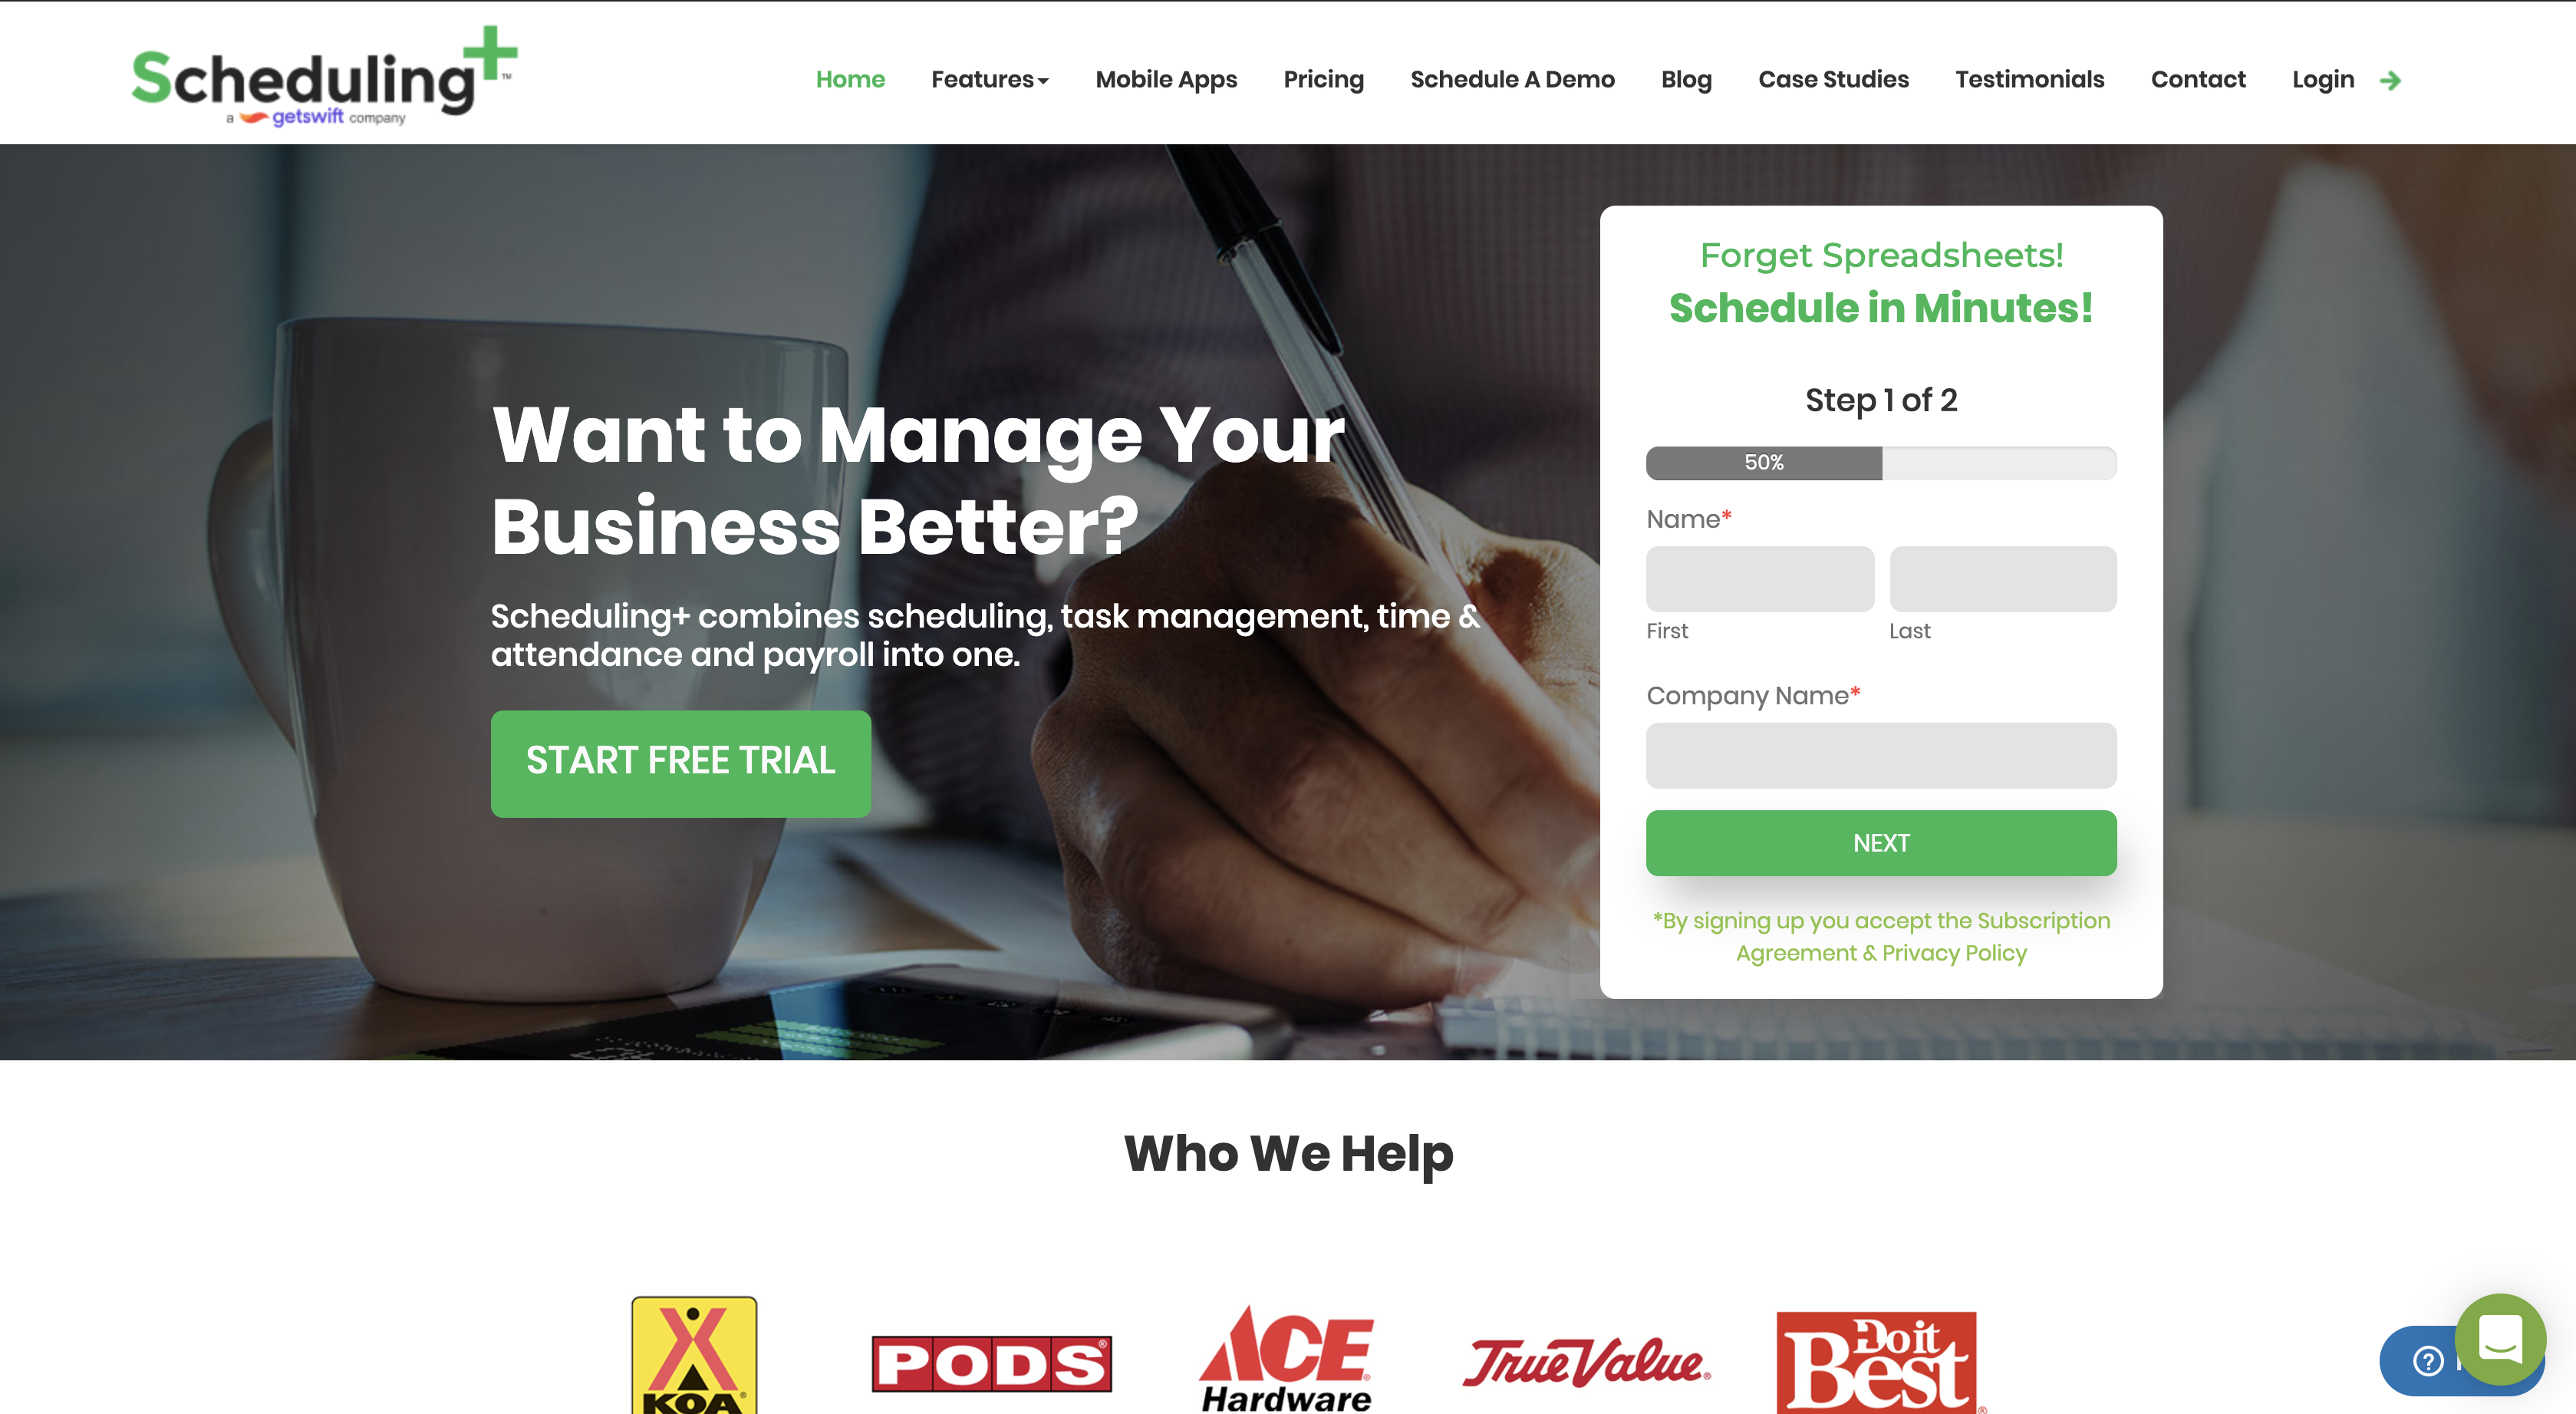 Scheduling+™
a getswift company
Home Features Mobile Apps Pricing Schedule A Demo Blog Case Studies Testimonials Contact Login
Want to Manage Your
Business Better?
Scheduling+ combines scheduling, task management, time &
attendance and payroll into one.
START FREE TRIAL
Forget Spreadsheets!
Schedule in Minutes!
Step 1 of 2
50%
Name*
First Last
Company Name*
NEXT
*By signing up you accept the Subscription
Agreement & Privacy Policy
Who We Help
KOA®
PODS®
ACE®
Hardware
True Value®
Do it
Best®